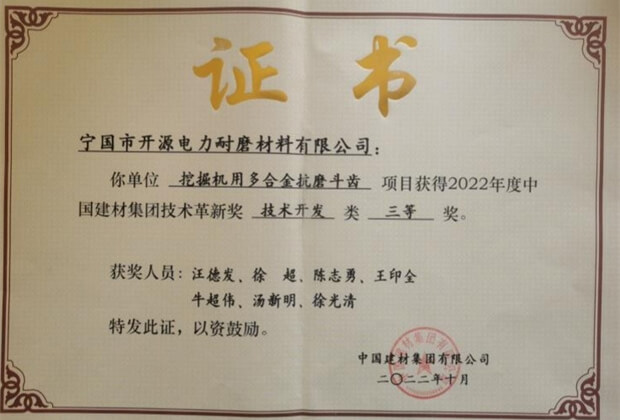 证书
宁国市开源电力耐磨材料有限公司：
你单位 挖掘机用多合金抗磨斗齿 项目获得2022年度中
国建材集团技术革新奖 技术开发 类 三等 奖。
获奖人员：汪德发、徐 超、陈志勇、王印全
牛超伟、汤新明、徐光清
特发此证，以资鼓励。
中国建材集团有限公司
二〇二二年十月